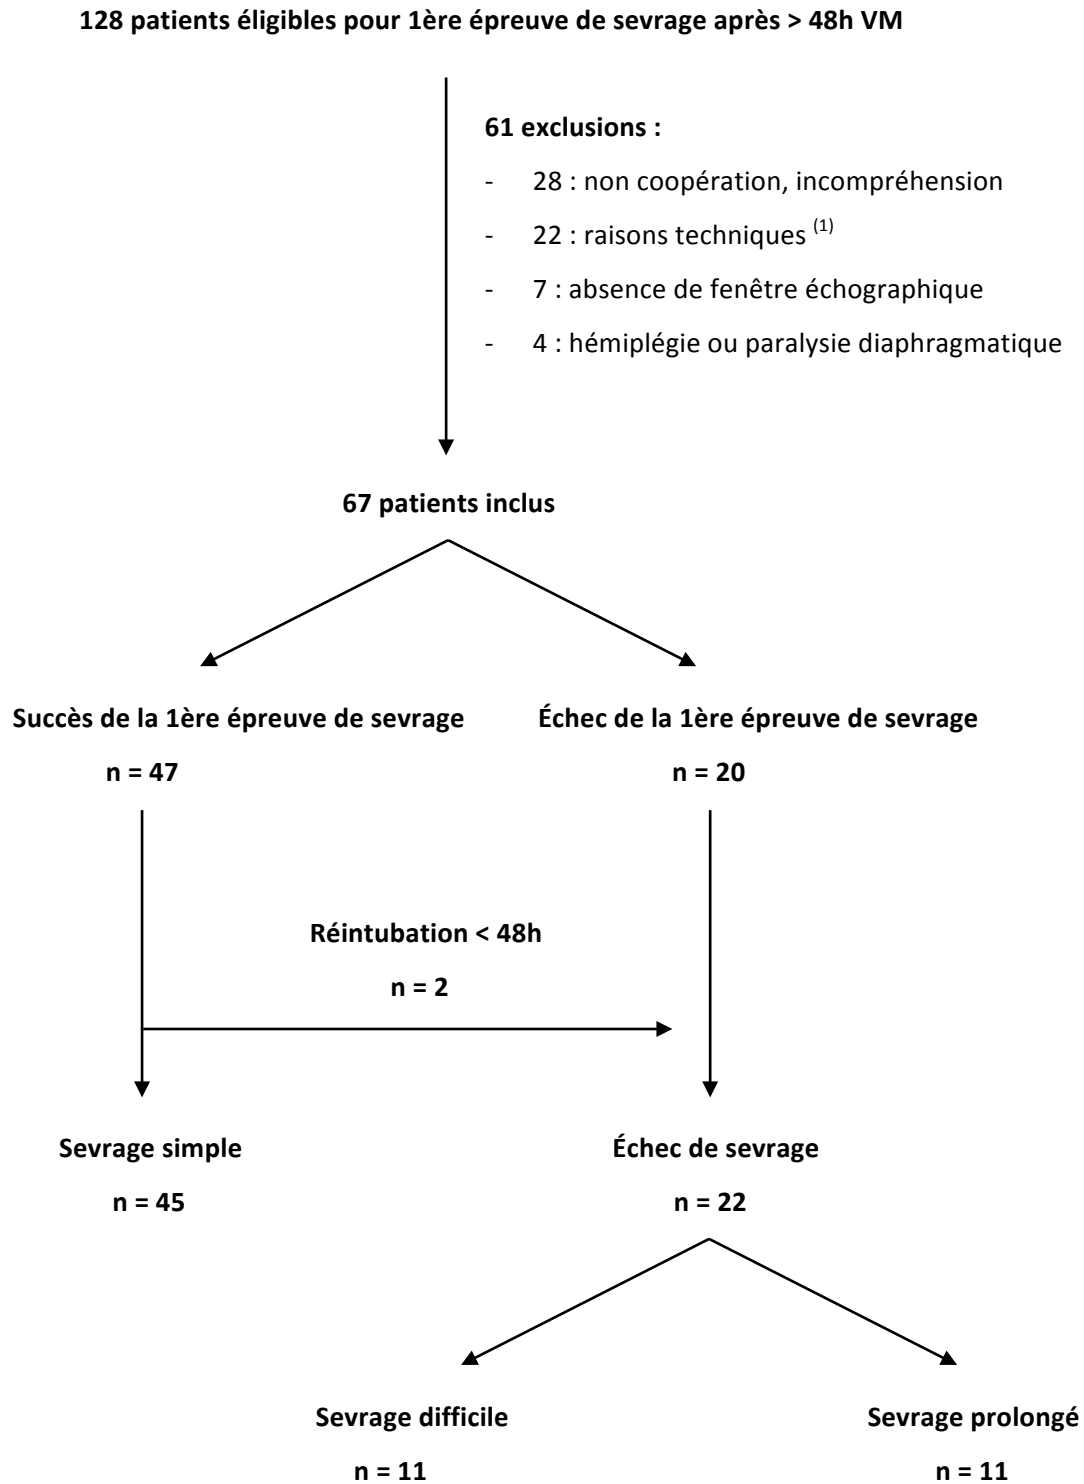 128 patients éligibles pour 1ère épreuve de sevrage après > 48h VM
61 exclusions :
- 28 : non coopération, incompréhension
- 22 : raisons techniques (1)
- 7 : absence de fenêtre échographique
- 4 : hémiplégie ou paralysie diaphragmatique
67 patients inclus
Succès de la 1ère épreuve de sevrage
n = 47
Échec de la 1ère épreuve de sevrage
n = 20
Réintubation < 48h
n = 2
Sevrage simple
n = 45
Échec de sevrage
n = 22
Sevrage difficile
n = 11
Sevrage prolongé
n = 11